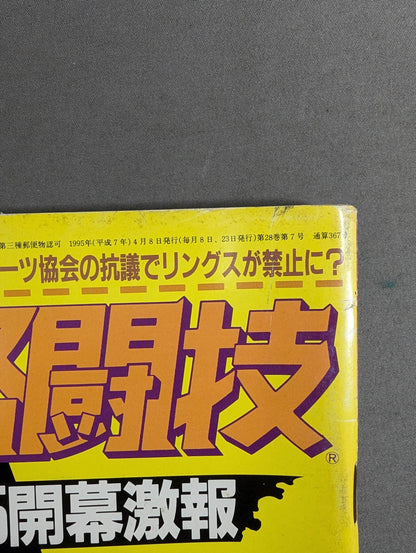 第三種郵便物認可 1995年(平成7年)4月8日発行(毎月8日、23日発行)第28巻第7号 通算367
ーツ協会の抗議でリングスが禁止に?
格闘技®
5開幕激報